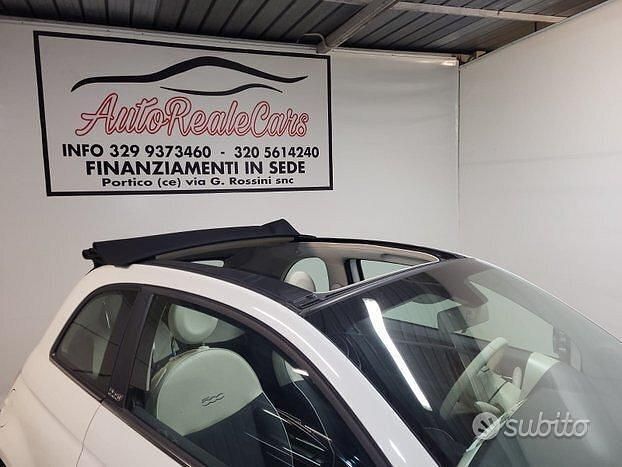 AutoRealeCars
INFO 329 9373460 - 320 5614240
FINANZIAMENTI IN SEDE
Portico (ce) via G. Rossini snc
500
subito